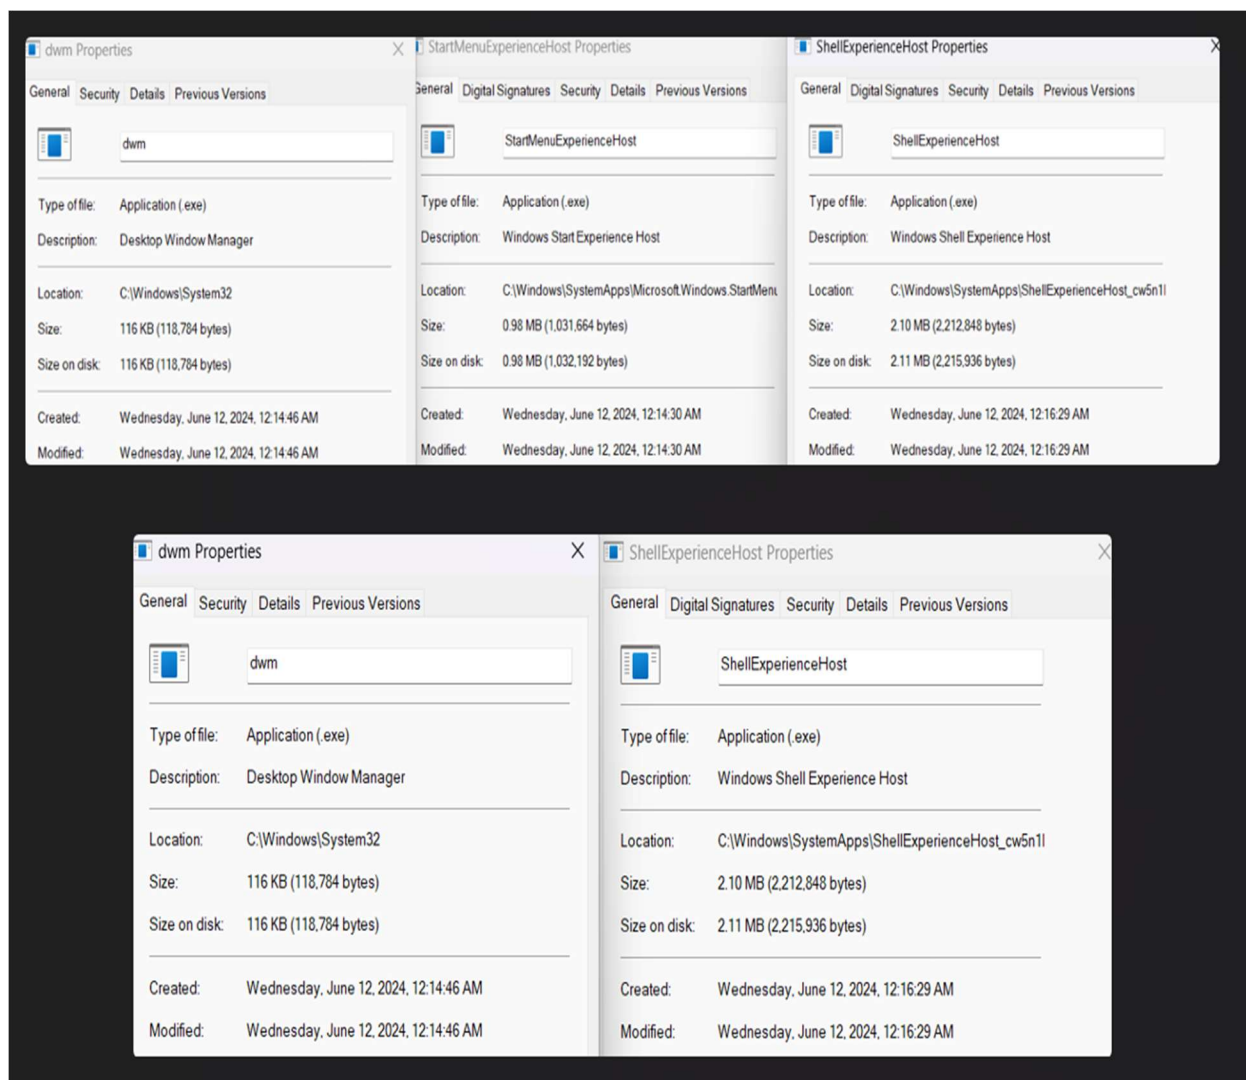 dwm Properties
General Security Details Previous Versions
dwm
Type of file: Application (.exe)
Description: Desktop Window Manager
Location: C:\Windows\System32
Size: 116 KB (118,784 bytes)
Size on disk: 116 KB (118,784 bytes)
Created: Wednesday, June 12, 2024, 12:14:46 AM
Modified: Wednesday, June 12, 2024, 12:14:46 AM
StartMenuExperienceHost Properties
General Digital Signatures Security Details Previous Versions
StartMenuExperienceHost
Type of file: Application (.exe)
Description: Windows Start Experience Host
Location: C:\Windows\SystemApps\Microsoft.Windows.StartMenu
Size: 0.98 MB (1,031,664 bytes)
Size on disk: 0.98 MB (1,032,192 bytes)
Created: Wednesday, June 12, 2024, 12:14:30 AM
Modified: Wednesday, June 12, 2024, 12:14:30 AM
ShellExperienceHost Properties
General Digital Signatures Security Details Previous Versions
ShellExperienceHost
Type of file: Application (.exe)
Description: Windows Shell Experience Host
Location: C:\Windows\SystemApps\ShellExperienceHost_cw5n1l
Size: 2.10 MB (2,212,848 bytes)
Size on disk: 2.11 MB (2,215,936 bytes)
Created: Wednesday, June 12, 2024, 12:16:29 AM
Modified: Wednesday, June 12, 2024, 12:16:29 AM
dwm Properties
General Security Details Previous Versions
dwm
Type of file: Application (.exe)
Description: Desktop Window Manager
Location: C:\Windows\System32
Size: 116 KB (118,784 bytes)
Size on disk: 116 KB (118,784 bytes)
Created: Wednesday, June 12, 2024, 12:14:46 AM
Modified: Wednesday, June 12, 2024, 12:14:46 AM
ShellExperienceHost Properties
General Digital Signatures Security Details Previous Versions
ShellExperienceHost
Type of file: Application (.exe)
Description: Windows Shell Experience Host
Location: C:\Windows\SystemApps\ShellExperienceHost_cw5n1l
Size: 2.10 MB (2,212,848 bytes)
Size on disk: 2.11 MB (2,215,936 bytes)
Created: Wednesday, June 12, 2024, 12:16:29 AM
Modified: Wednesday, June 12, 2024, 12:16:29 AM